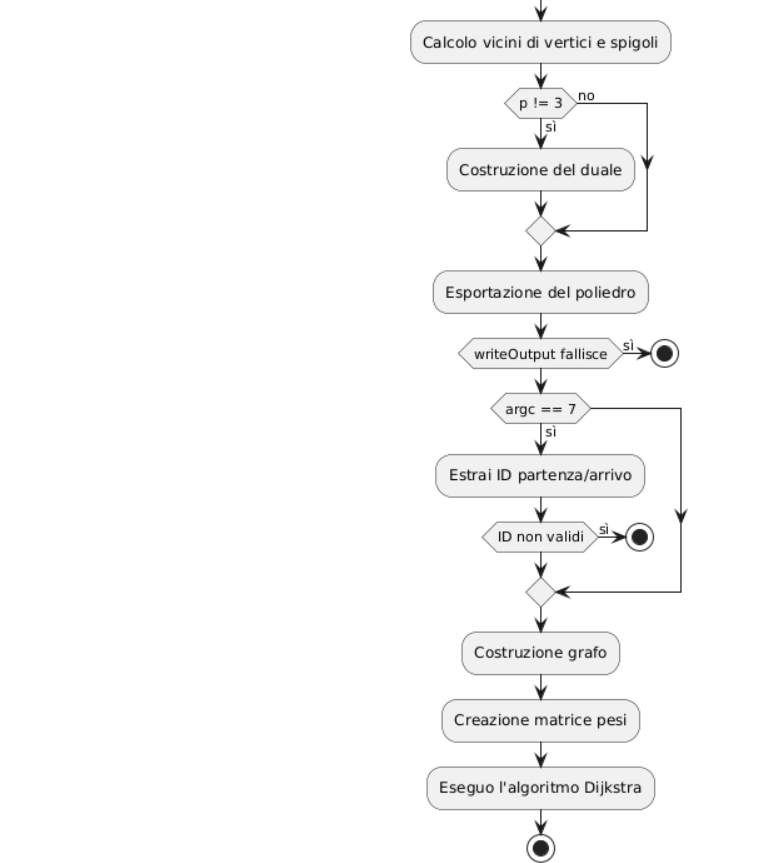 Calcolo vicini di vertici e spigoli
p != 3
no
sì
Costruzione del duale
Esportazione del poliedro
writeOutput fallisce
sì
argc == 7
sì
Estrai ID partenza/arrivo
ID non validi
sì
Costruzione grafo
Creazione matrice pesi
Eseguo l'algoritmo Dijkstra